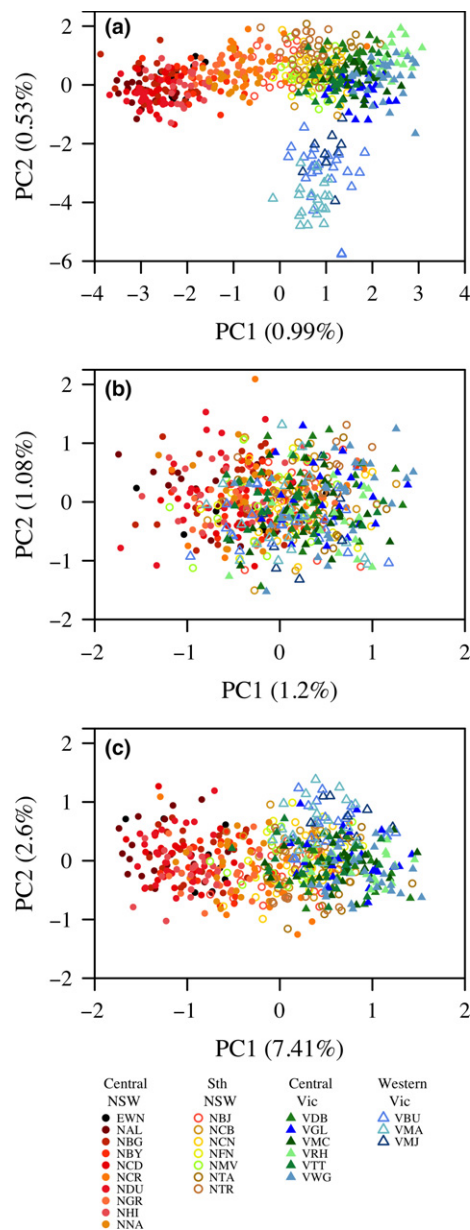 (a)
2
0
−2
−4
−6
PC2 (0.53%)
−4 −3 −2 −1 0 1 2 3 4
PC1 (0.99%)
(b)
2
1
0
−1
−2
PC2 (1.08%)
−2 −1 0 1 2
PC1 (1.2%)
(c)
2
1
0
−1
−2
PC2 (2.6%)
−2 −1 0 1 2
PC1 (7.41%)
Central NSW
EWN
NAL
NBG
NBY
NCD
NCR
NDU
NGR
NHI
NNA
Sth NSW
NBJ
NCB
NCN
NFN
NMV
NTA
NTR
Central Vic
VDB
VGL
VMC
VRH
VTT
VWG
Western Vic
VBU
VMA
VMJ